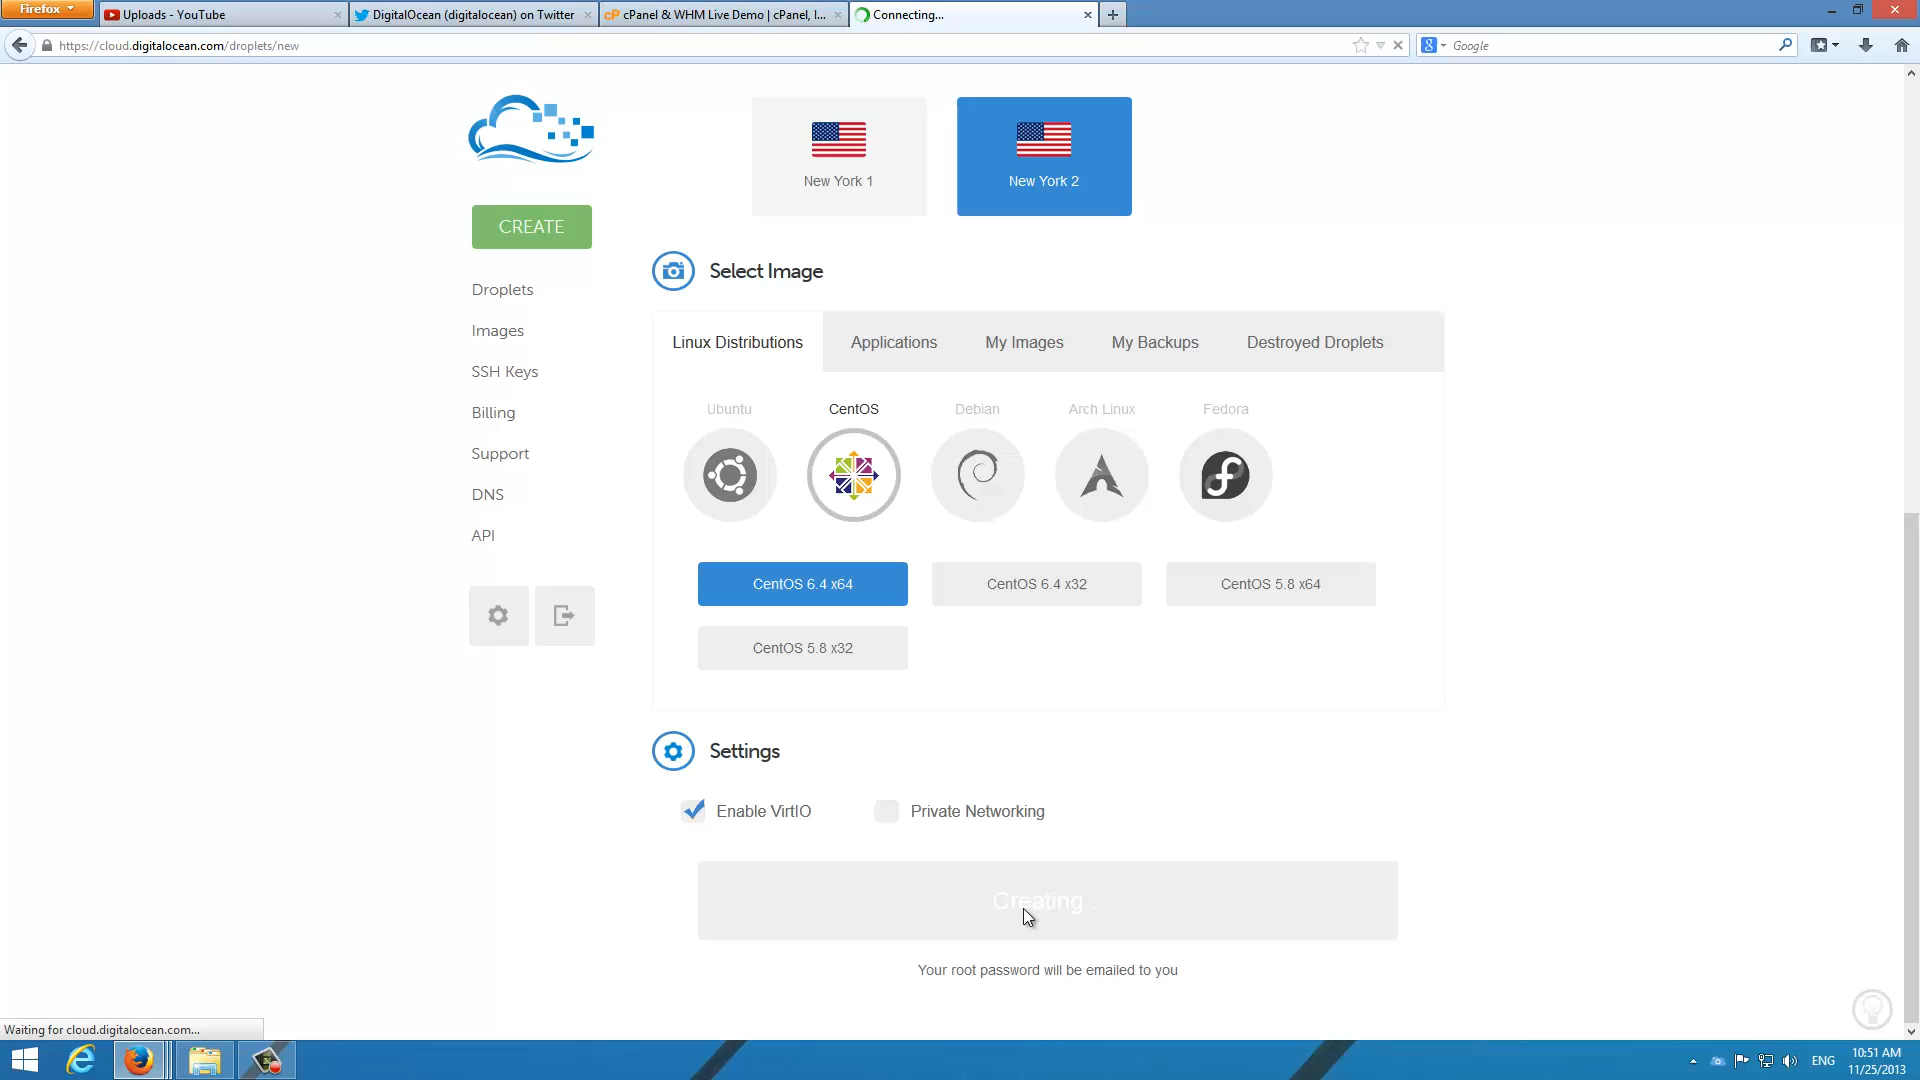 Firefox
Uploads - YouTube
DigitalOcean (digitalocean) on Twitter
cP cPanel & WHM Live Demo | cPanel, I...
Connecting...
https://cloud.digitalocean.com/droplets/new
Google
New York 1
New York 2
CREATE
Droplets
Images
SSH Keys
Billing
Support
DNS
API
Select Image
Linux Distributions
Applications
My Images
My Backups
Destroyed Droplets
Ubuntu
CentOS
Debian
Arch Linux
Fedora
CentOS 6.4 x64
CentOS 6.4 x32
CentOS 5.8 x64
CentOS 5.8 x32
Settings
Enable VirtIO
Private Networking
Creating...
Your root password will be emailed to you
Waiting for cloud.digitalocean.com...
ENG
10:51 AM
11/25/2013